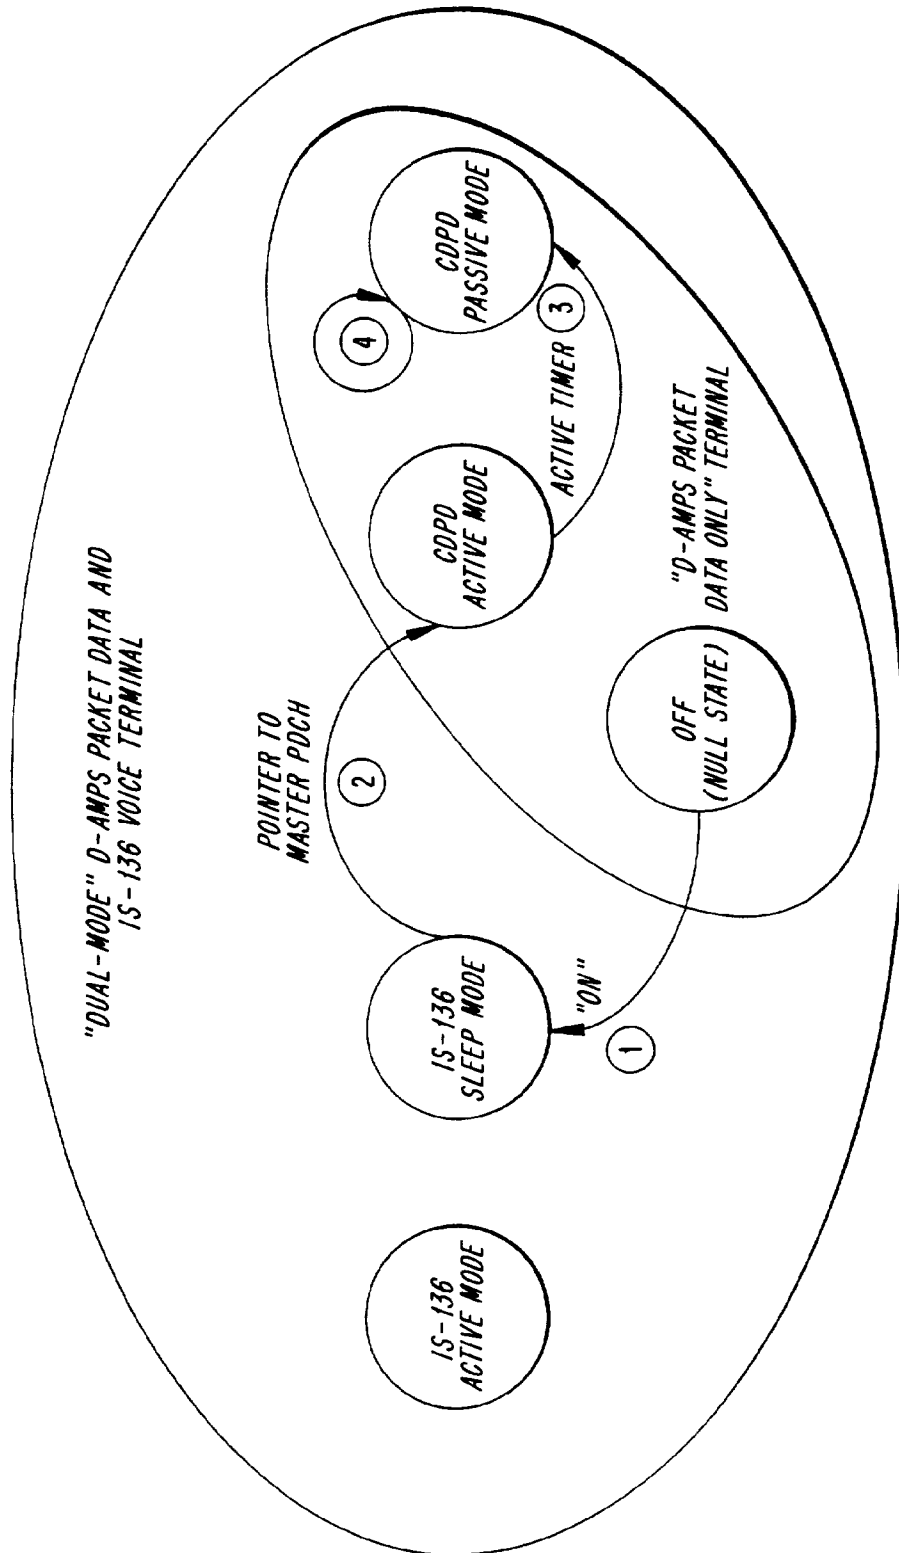 "DUAL-MODE" D-AMPS PACKET DATA AND
IS-136 VOICE TERMINAL
POINTER TO
MASTER PDCH
2
4
IS-136
ACTIVE MODE
IS-136
SLEEP MODE
CDPD
ACTIVE MODE
CDPD
PASSIVE MODE
"ON"
1
ACTIVE TIMER
3
OFF
(NULL STATE)
"D-AMPS PACKET
DATA ONLY" TERMINAL